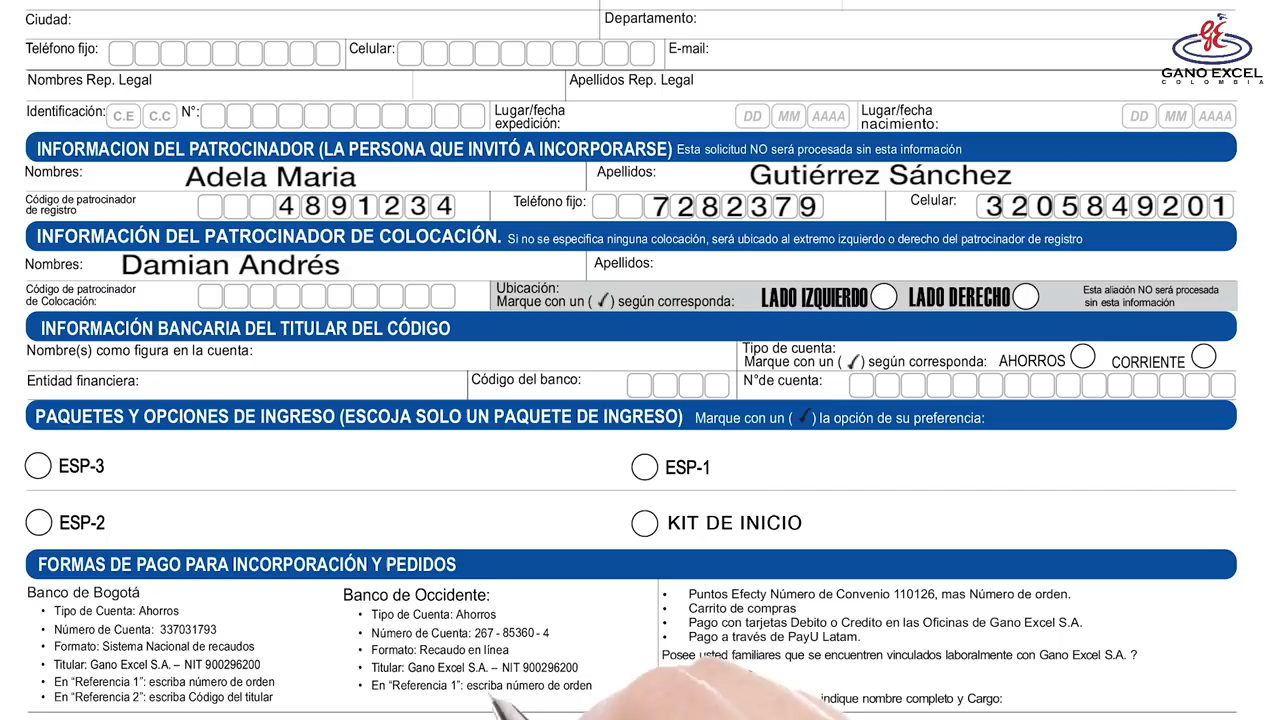 Ciudad: Departamento:
Teléfono fijo: Celular: E-mail:
GANO EXCEL
COLOMBIA
Nombres Rep. Legal Apellidos Rep. Legal
Identificación: C.E C.C N°: Lugar/fecha expedición: DD MM AAAA Lugar/fecha nacimiento: DD MM AAAA
INFORMACION DEL PATROCINADOR (LA PERSONA QUE INVITÓ A INCORPORARSE) Esta solicitud NO será procesada sin esta información
Nombres: Adela Maria Apellidos: Gutiérrez Sánchez
Código de patrocinador de registro 4891234 Teléfono fijo: 7282379 Celular: 3205849201
INFORMACIÓN DEL PATROCINADOR DE COLOCACIÓN. Si no se especifica ninguna colocación, será ubicado al extremo izquierdo o derecho del patrocinador de registro
Nombres: Damian Andrés Apellidos:
Código de patrocinador de Colocación: Ubicación: Marque con un ( ✓ ) según corresponda: LADO IZQUIERDO LADO DERECHO Esta aliación NO será procesada sin esta información
INFORMACIÓN BANCARIA DEL TITULAR DEL CÓDIGO
Nombre(s) como figura en la cuenta: Tipo de cuenta: Marque con un ( ✓ ) según corresponda: AHORROS CORRIENTE
Entidad financiera: Código del banco: N°de cuenta:
PAQUETES Y OPCIONES DE INGRESO (ESCOJA SOLO UN PAQUETE DE INGRESO) Marque con un ( ✓ ) la opción de su preferencia:
ESP-3 ESP-1
ESP-2 KIT DE INICIO
FORMAS DE PAGO PARA INCORPORACIÓN Y PEDIDOS
Banco de Bogotá
• Tipo de Cuenta: Ahorros
• Número de Cuenta: 337031793
• Formato: Sistema Nacional de recaudos
• Titular: Gano Excel S.A. – NIT 900296200
• En “Referencia 1”: escriba número de orden
• En “Referencia 2”: escriba Código del titular
Banco de Occidente:
• Tipo de Cuenta: Ahorros
• Número de Cuenta: 267 - 85360 - 4
• Formato: Recaudo en línea
• Titular: Gano Excel S.A. – NIT 900296200
• En “Referencia 1”: escriba número de orden
• Puntos Efecty Número de Convenio 110126, mas Número de orden.
• Carrito de compras
• Pago con tarjetas Debito o Credito en las Oficinas de Gano Excel S.A.
• Pago a través de PayU Latam.
Posee usted familiares que se encuentren vinculados laboralmente con Gano Excel S.A. ?
indique nombre completo y Cargo: